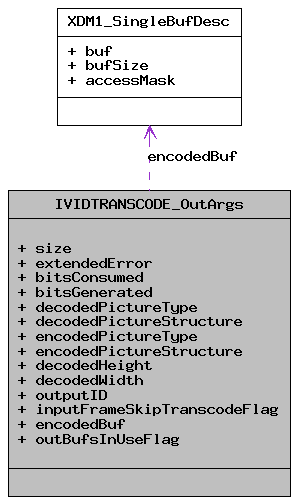 XDM1_SingleBufDesc
+ buf
+ bufSize
+ accessMask
encodedBuf
IVIDTRANSCODE_OutArgs
+ size
+ extendedError
+ bitsConsumed
+ bitsGenerated
+ decodedPictureType
+ decodedPictureStructure
+ encodedPictureType
+ encodedPictureStructure
+ decodedHeight
+ decodedWidth
+ outputID
+ inputFrameSkipTranscodeFlag
+ encodedBuf
+ outBufsInUseFlag